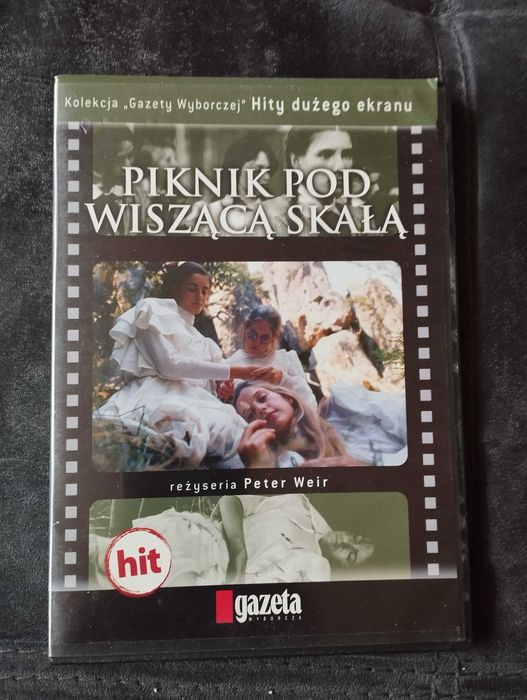 Kolekcja „Gazety Wyborczej" Hity dużego ekranu
PIKNIK POD
WISZĄCĄ SKAŁĄ
reżyseria Peter Weir
hit
gazeta
WYBORCZA